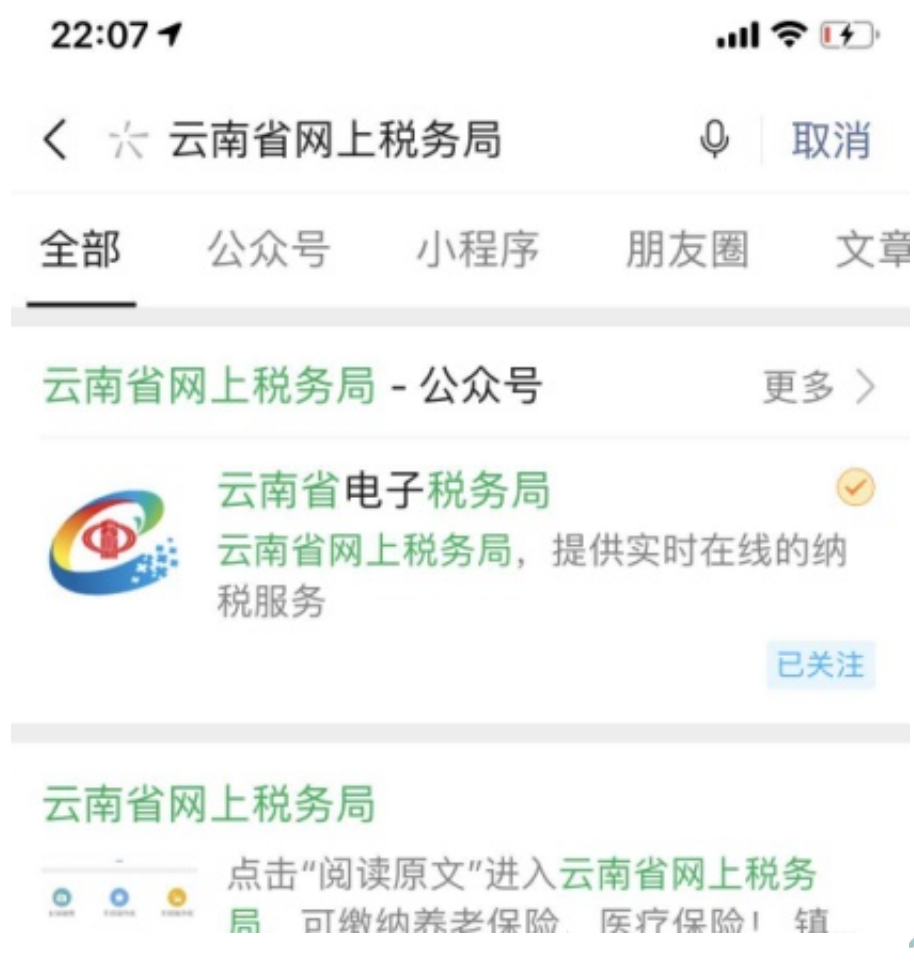 22:07
云南省网上税务局 取消
全部 公众号 小程序 朋友圈 文章
云南省网上税务局 - 公众号 更多
云南省电子税务局
云南省网上税务局，提供实时在线的纳
税服务
已关注
云南省网上税务局
点击“阅读原文”进入云南省网上税务
局，可缴纳养老保险、医疗保险！镇...